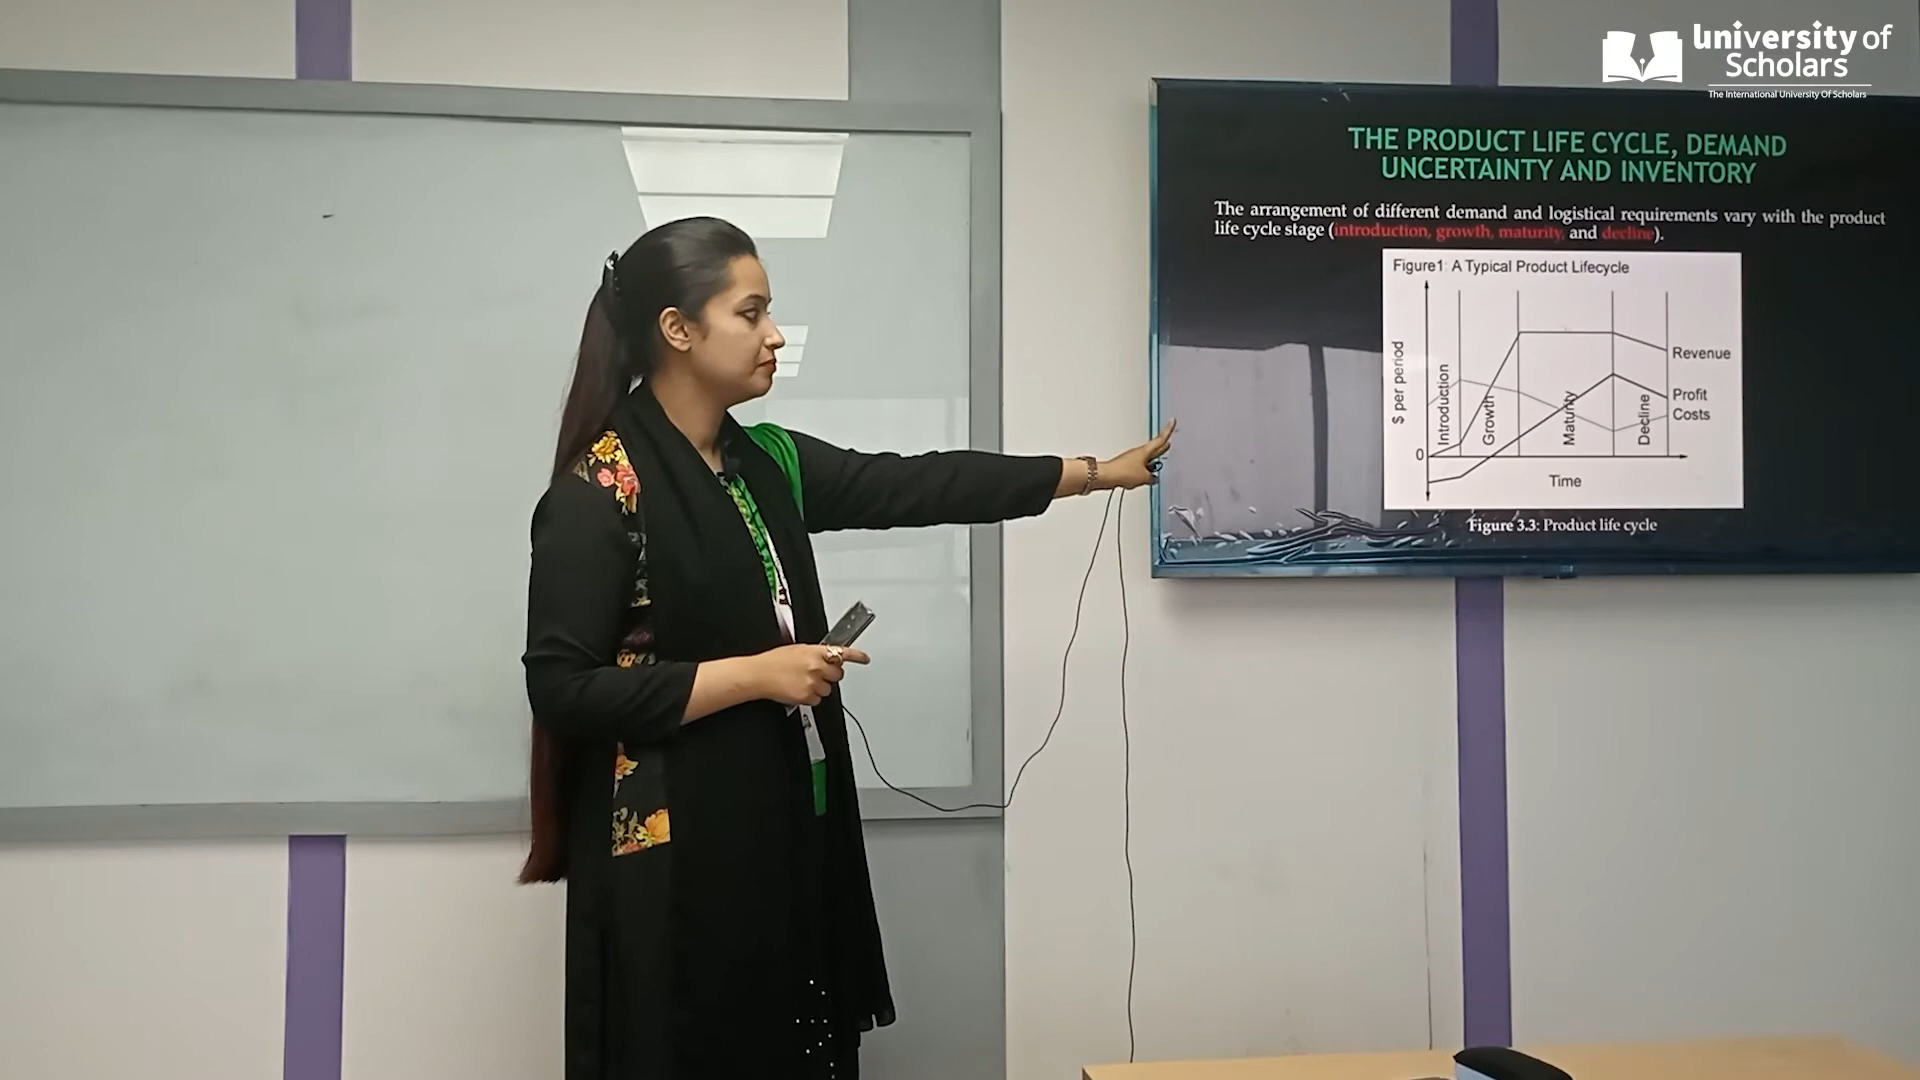 University of
Scholars
The International University Of Scholars
THE PRODUCT LIFE CYCLE, DEMAND
UNCERTAINTY AND INVENTORY
The arrangement of different demand and logistical requirements vary with the product
life cycle stage (introduction, growth, maturity, and decline).
Figure1: A Typical Product Lifecycle
$ per period
0
Introduction
Growth
Maturity
Decline
Revenue
Profit
Costs
Time
Figure 3.3: Product life cycle